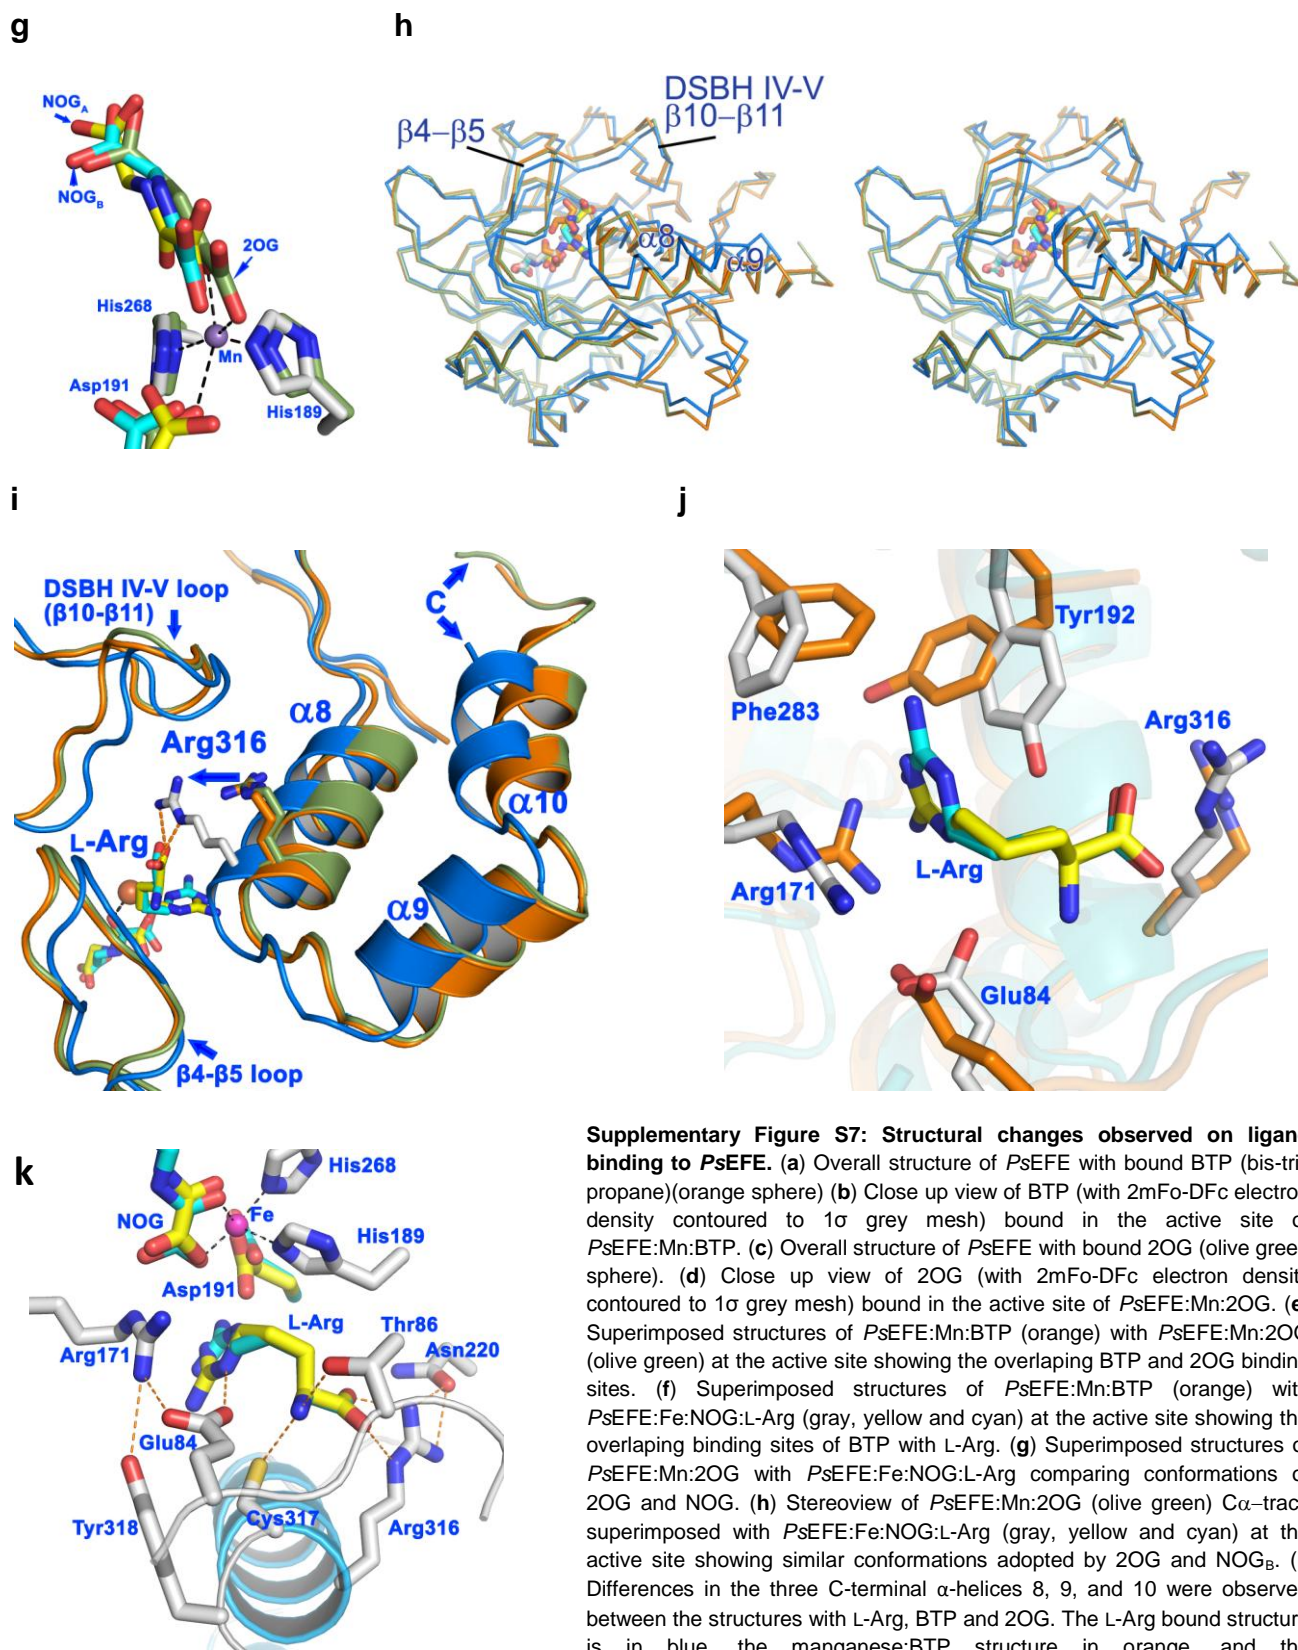 g
h
NOGA
NOGB
2OG
His268
Mn
Asp191
His189
β4–β5
DSBH IV-V
β10–β11
α8
α9
i
j
DSBH IV-V loop
(β10-β11)
C
α8
Arg316
α10
L-Arg
α9
β4-β5 loop
Tyr192
Phe283
Arg316
Arg171
L-Arg
Glu84
k
His268
NOG
Fe
His189
Asp191
L-Arg
Thr86
Arg171
Asn220
Glu84
Tyr318
Cys317
Arg316
Supplementary Figure S7: Structural changes observed on ligan
binding to PsEFE. (a) Overall structure of PsEFE with bound BTP (bis-tri
propane)(orange sphere) (b) Close up view of BTP (with 2mFo-DFc electro
density contoured to 1σ grey mesh) bound in the active site o
PsEFE:Mn:BTP. (c) Overall structure of PsEFE with bound 2OG (olive gree
sphere). (d) Close up view of 2OG (with 2mFo-DFc electron densit
contoured to 1σ grey mesh) bound in the active site of PsEFE:Mn:2OG. (e
Superimposed structures of PsEFE:Mn:BTP (orange) with PsEFE:Mn:2OG
(olive green) at the active site showing the overlaping BTP and 2OG bindin
sites. (f) Superimposed structures of PsEFE:Mn:BTP (orange) wit
PsEFE:Fe:NOG:L-Arg (gray, yellow and cyan) at the active site showing th
overlaping binding sites of BTP with L-Arg. (g) Superimposed structures o
PsEFE:Mn:2OG with PsEFE:Fe:NOG:L-Arg comparing conformations o
2OG and NOG. (h) Stereoview of PsEFE:Mn:2OG (olive green) Cα–trac
superimposed with PsEFE:Fe:NOG:L-Arg (gray, yellow and cyan) at th
active site showing similar conformations adopted by 2OG and NOGB. (
Differences in the three C-terminal α-helices 8, 9, and 10 were observe
between the structures with L-Arg, BTP and 2OG. The L-Arg bound structur
is in blue, the manganese:BTP structure in orange, and th